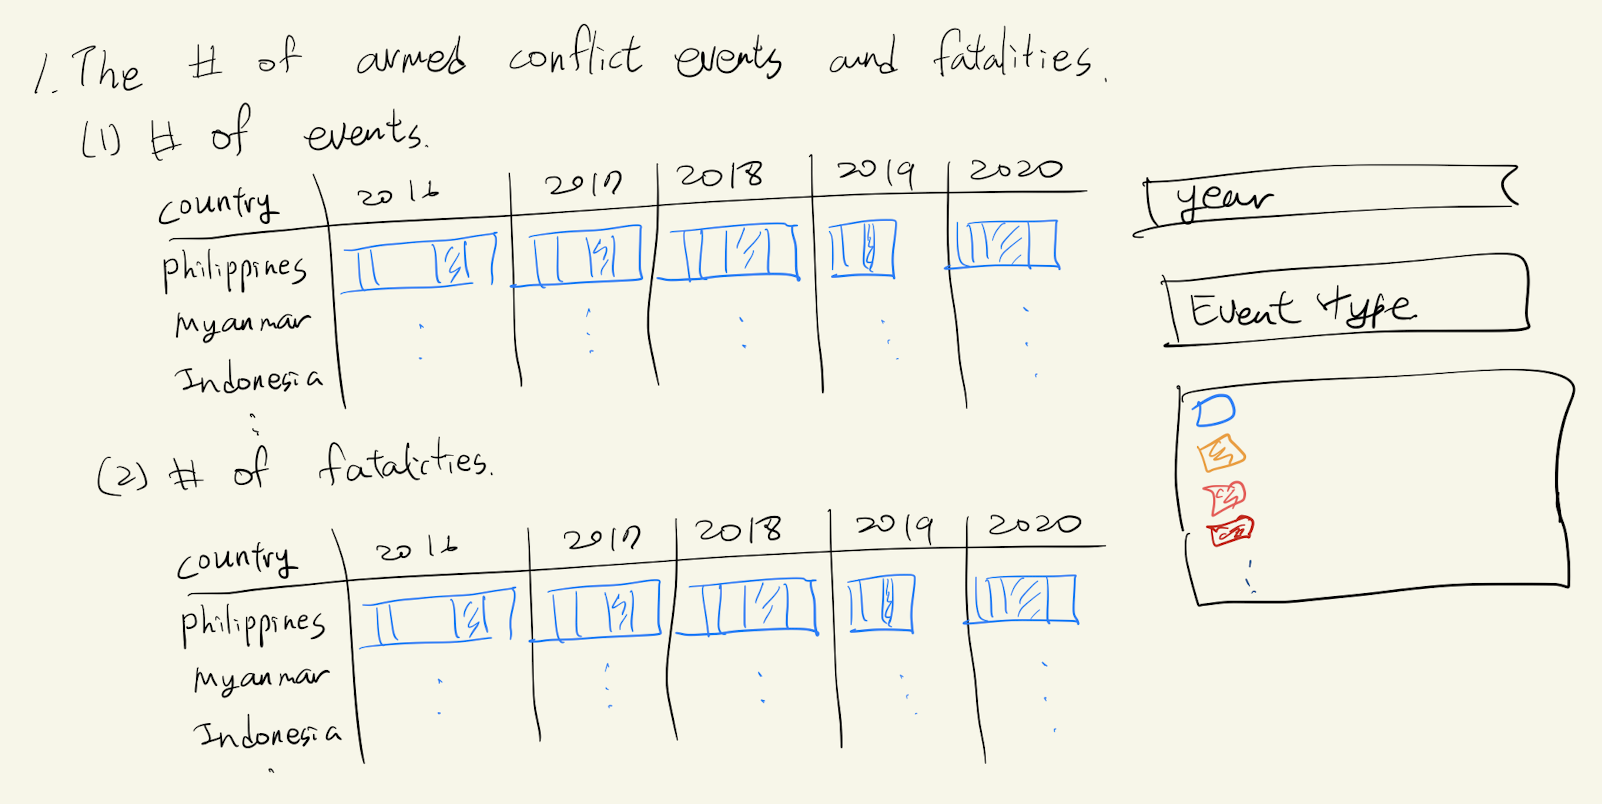 1. The # of armed conflict events and fatalities.
(1) # of events.
country 2016 2017 2018 2019 2020
Philippines
Myanmar
Indonesia
(2) # of fatalicties.
country 2016 2017 2018 2019 2020
Philippines
Myanmar
Indonesia
year
Event type